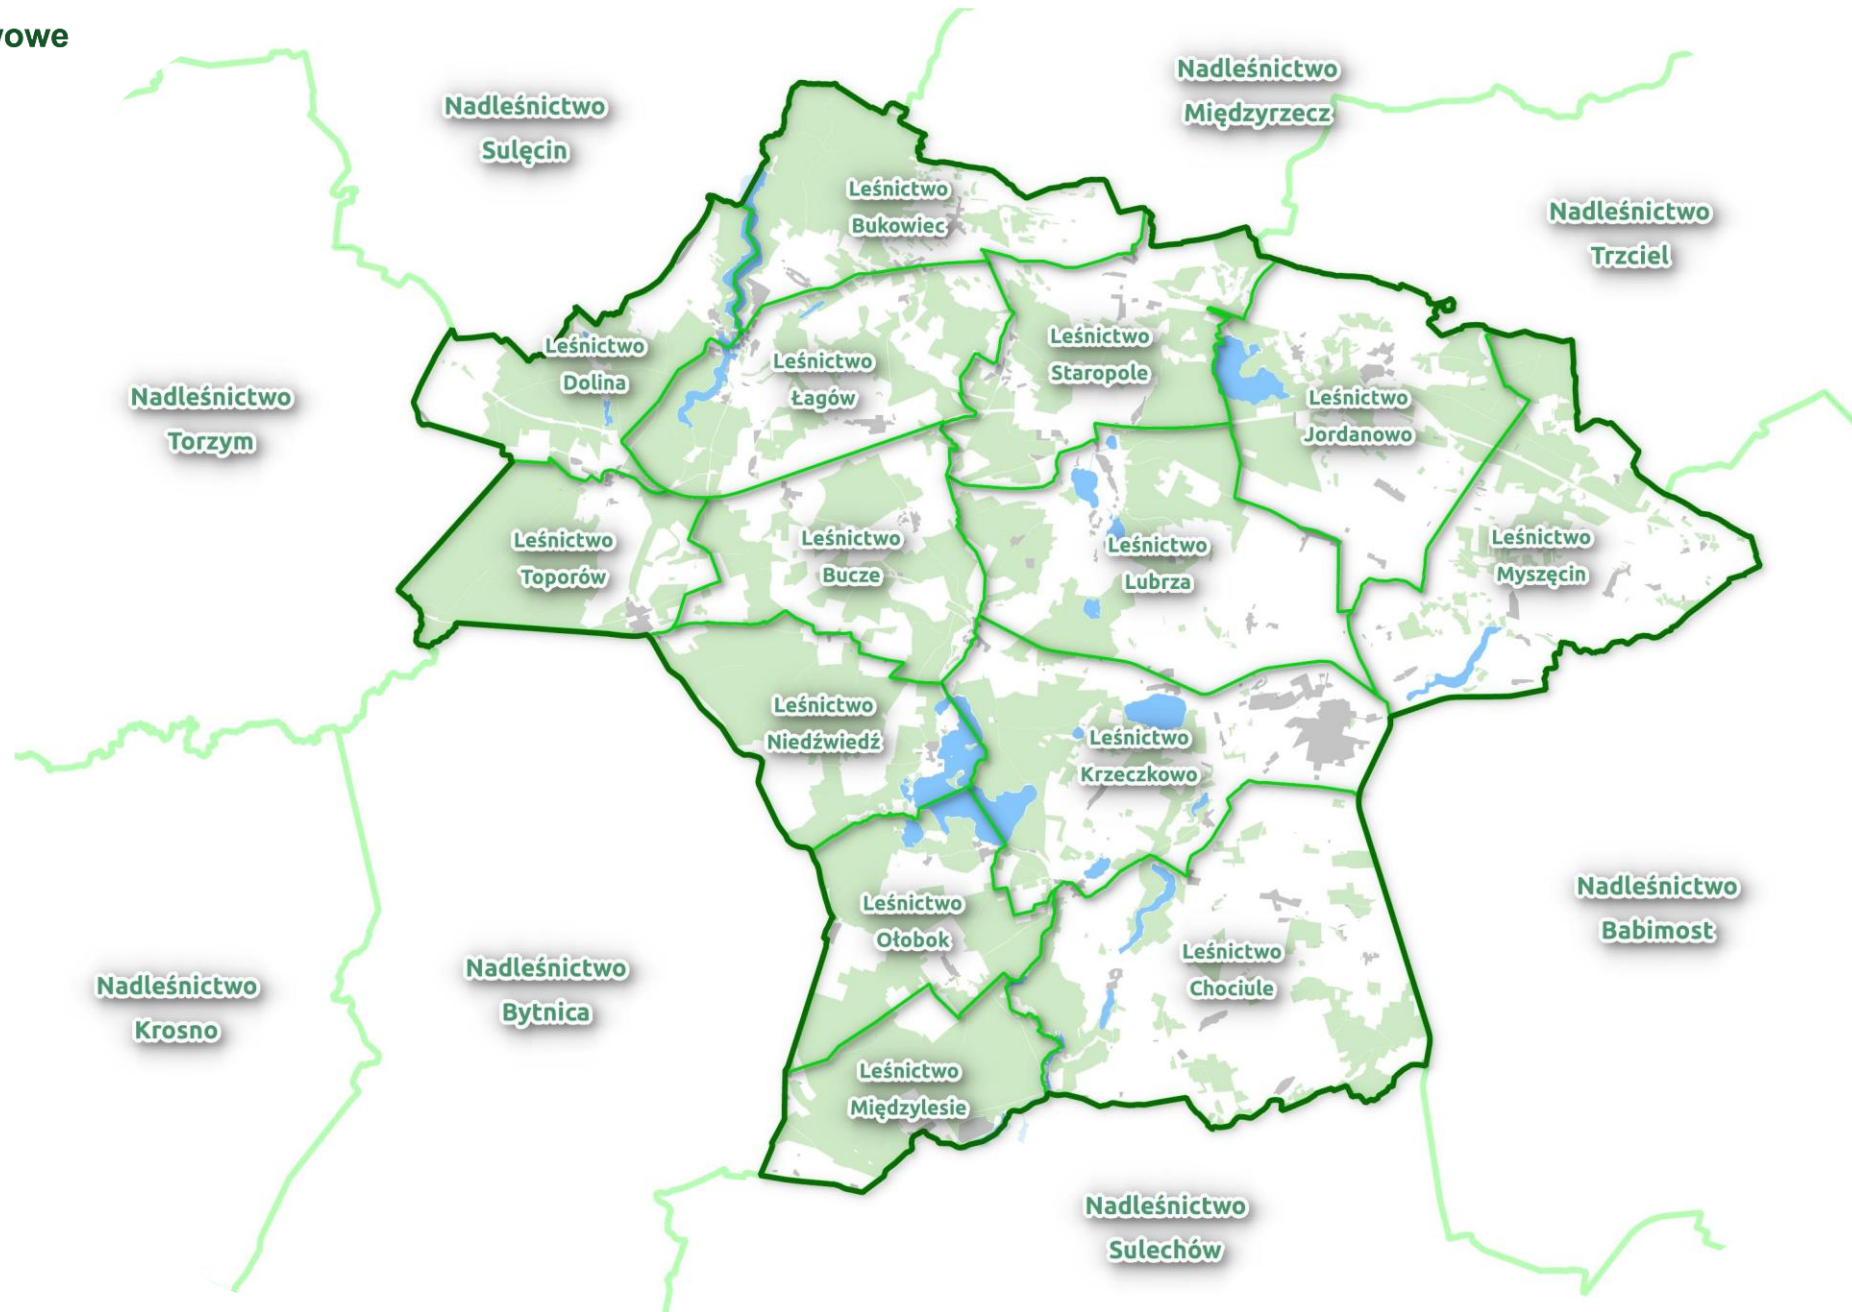 wowe
Nadleśnictwo
Międzyrzecz
Nadleśnictwo
Sulęcin
Leśnictwo
Bukowiec
Nadleśnictwo
Trzciel
Leśnictwo
Dolina
Leśnictwo
Łagów
Leśnictwo
Staropole
Leśnictwo
Jordanowo
Nadleśnictwo
Torzym
Leśnictwo
Toporów
Leśnictwo
Bucze
Leśnictwo
Lubrza
Leśnictwo
Myszęcin
Leśnictwo
Niedźwiedź
Leśnictwo
Krzeczkowo
Leśnictwo
Ołobok
Nadleśnictwo
Babimost
Leśnictwo
Chociule
Nadleśnictwo
Krosno
Nadleśnictwo
Bytnica
Leśnictwo
Międzylesie
Nadleśnictwo
Sulechów